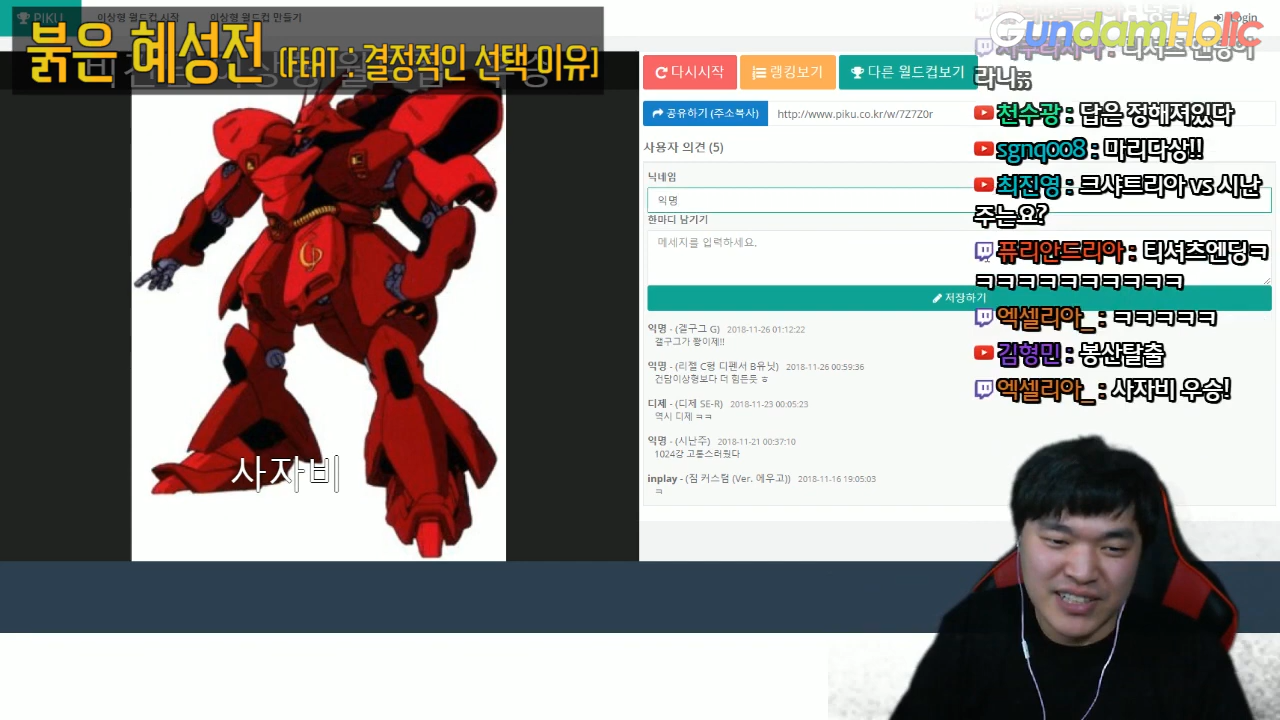 PIKU
이상형 월드컵 시작
이상형 월드컵 만들기
Login
붉은 혜성전 [FEAT : 결정적인 선택 이유]
GundamHolic
다시시작
랭킹보기
다른 월드컵보기
공유하기 (주소복사)
http://www.piku.co.kr/w/7Z7Z0r
사용자 의견 (5)
닉네임
익명
한마디 남기기
메세지를 입력하세요.
저장하기
익명 - (겔구그 G) 2018-11-26 01:12:22
겔구그가 짱이제!!
익명 - (리젤 C형 디펜서 B유닛) 2018-11-26 00:59:36
건담이상형보다 더 힘든듯 ㅎ
디제 - (디제 SE-R) 2018-11-23 00:05:23
역시 디제 ㅋㅋ
익명 - (시난주) 2018-11-21 00:37:10
1024강 고통스러웠다
inplay - (짐 커스텀 (Ver. 에우고)) 2018-11-16 19:05:03
ㅋ
사자비
라니;;
천수광 : 답은 정해져있다
sgnqoo8 : 마리다상!!
최진영 : 크샤트리아 vs 시난
주는요?
퓨리안드리아 : 티셔츠엔딩ㅋ
ㅋㅋㅋㅋㅋㅋㅋㅋㅋㅋ
엑셀리아_ : ㅋㅋㅋㅋㅋ
김형민 : 봉산탈출
엑셀리아_ : 사자비 우승!